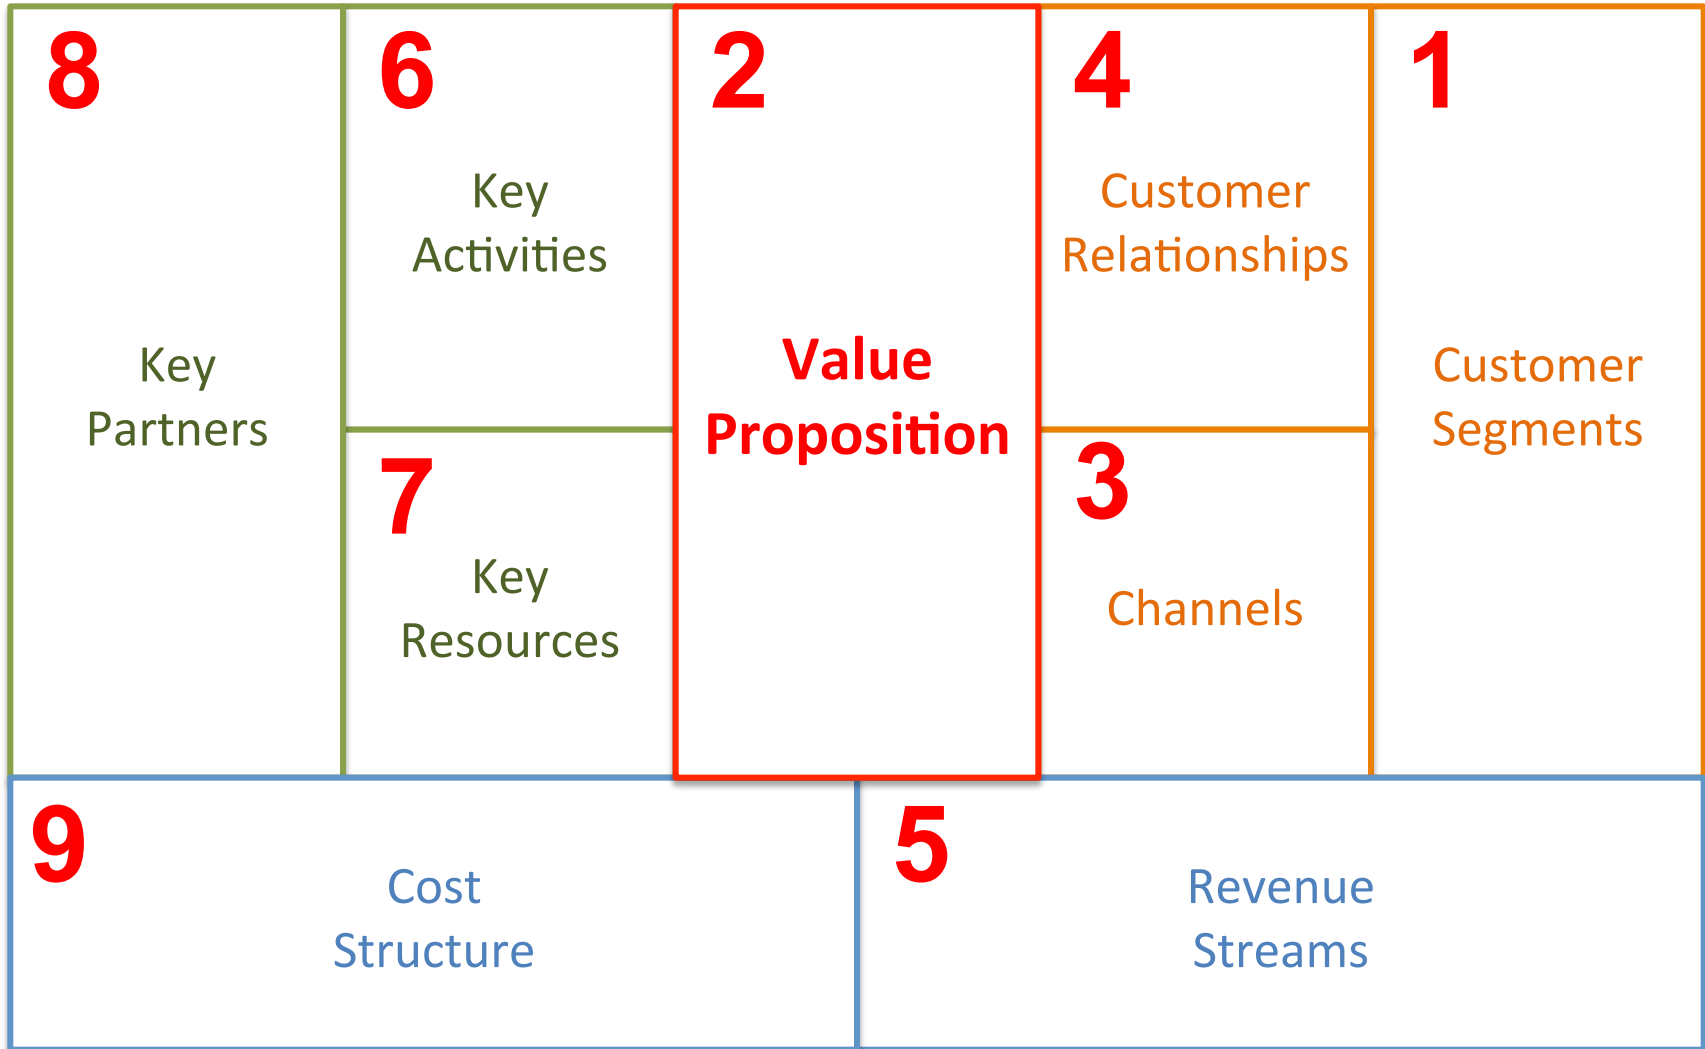 8
Key
Partners
6
Key
Activities
7
Key
Resources
2
Value
Proposition
4
Customer
Relationships
3
Channels
1
Customer
Segments
9
Cost
Structure
5
Revenue
Streams